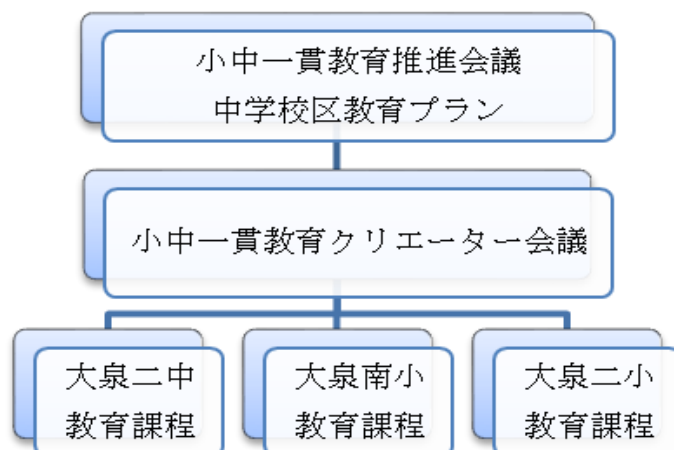 小中一貫教育推進会議
中学校区教育プラン
小中一貫教育クリエーター会議
大泉二中
教育課程
大泉南小
教育課程
大泉二小
教育課程